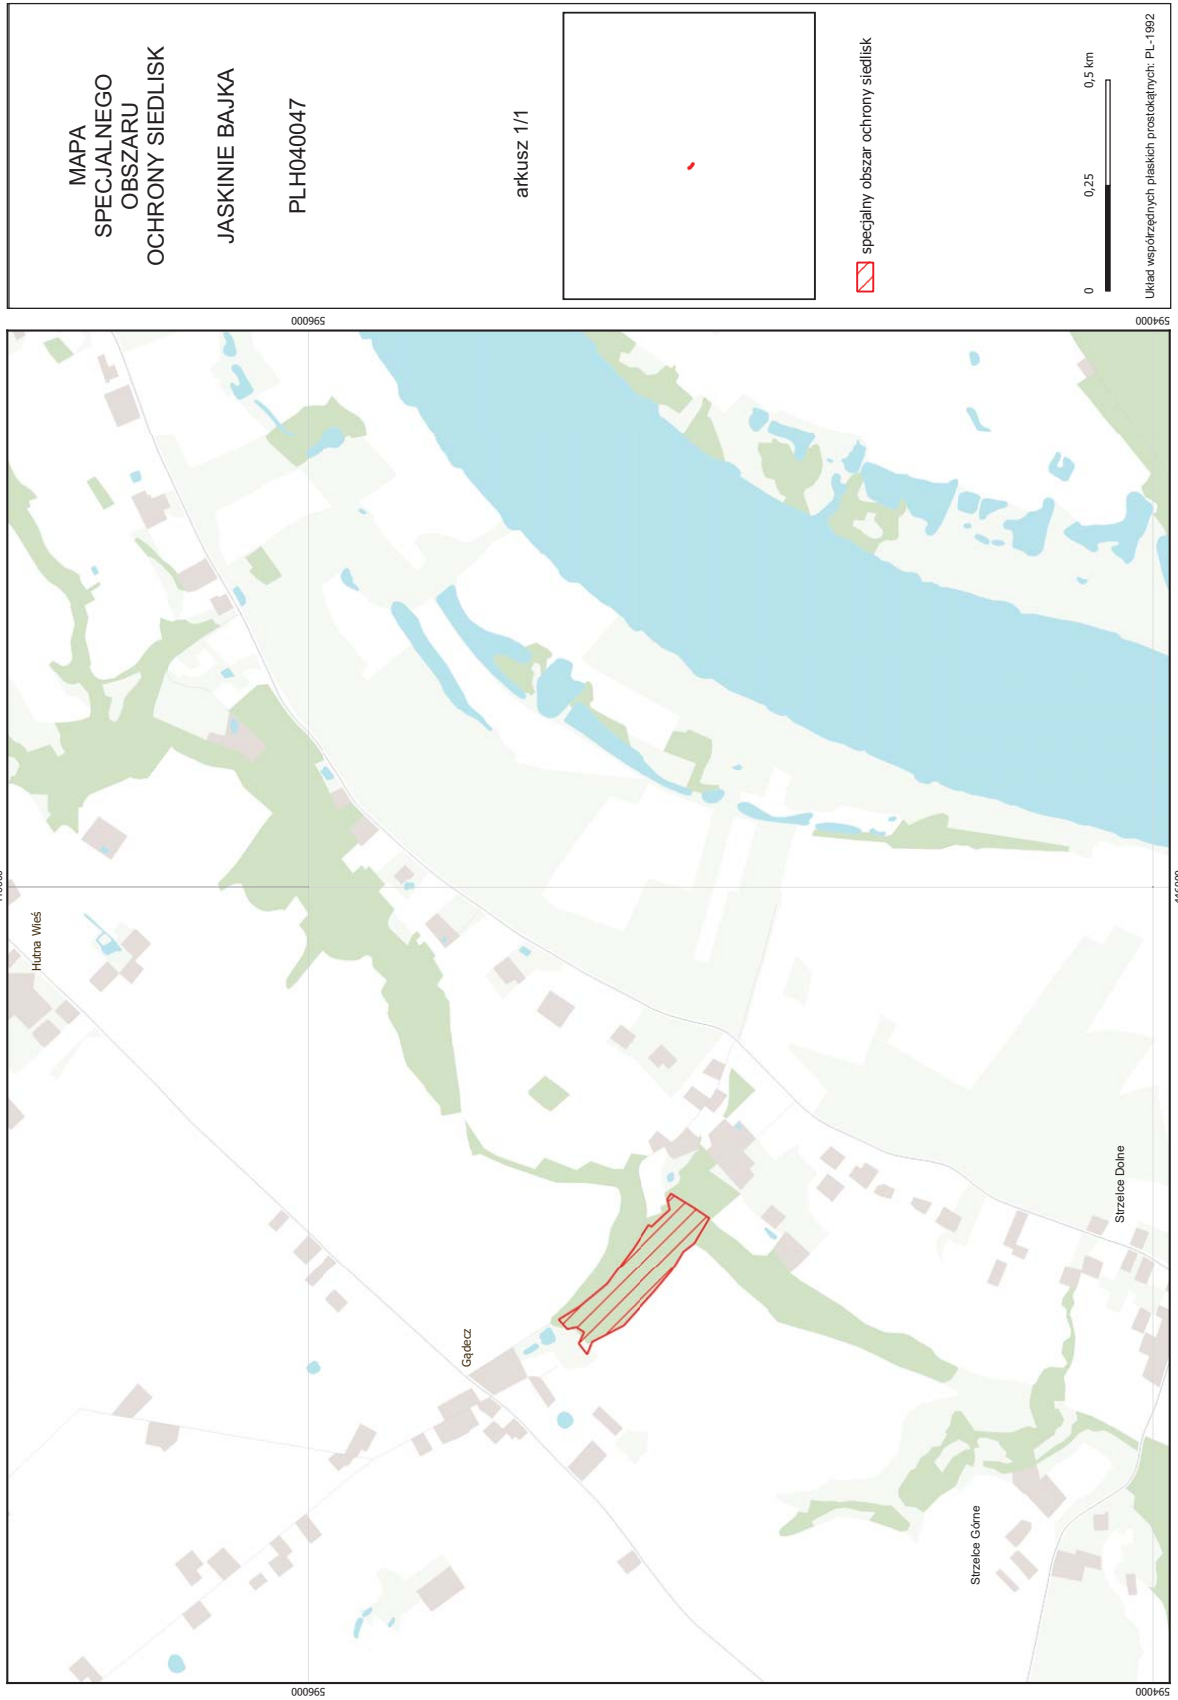 MAPA
SPECJALNEGO
OBSZARU
OCHRONY SIEDLISK
JASKINIE BAJKA
PLH040047
arkusz 1/1
specjalny obszar ochrony siedlisk
0 0,25 0,5 km
Układ współrzędnych płaskich prostokątnych: PL-1992
596000
594000
Hutna Wieś
Gądecz
Strzelce Dolne
Strzelce Górne
596000
594000